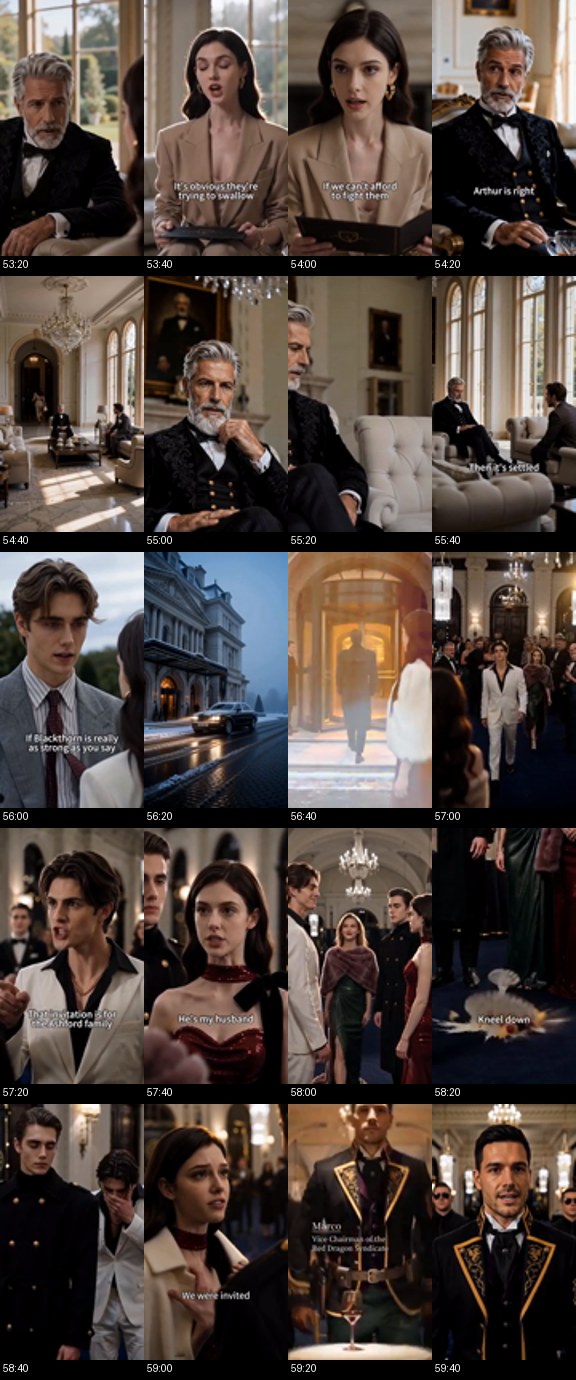 53:20
53:40
54:00
54:20
It's obvious they're
trying to swallow
If we can't afford
to fight them
Arthur is right
54:40
55:00
55:20
55:40
Then it's settled
56:00
56:20
56:40
57:00
If Blackthorn is really
as strong as you say
57:20
57:40
58:00
58:20
That invitation is for
the Ashford family
He's my husband
Kneel down
58:40
59:00
59:20
59:40
We were invited
Marco
Vice Chairman of the
Red Dragon Syndicate